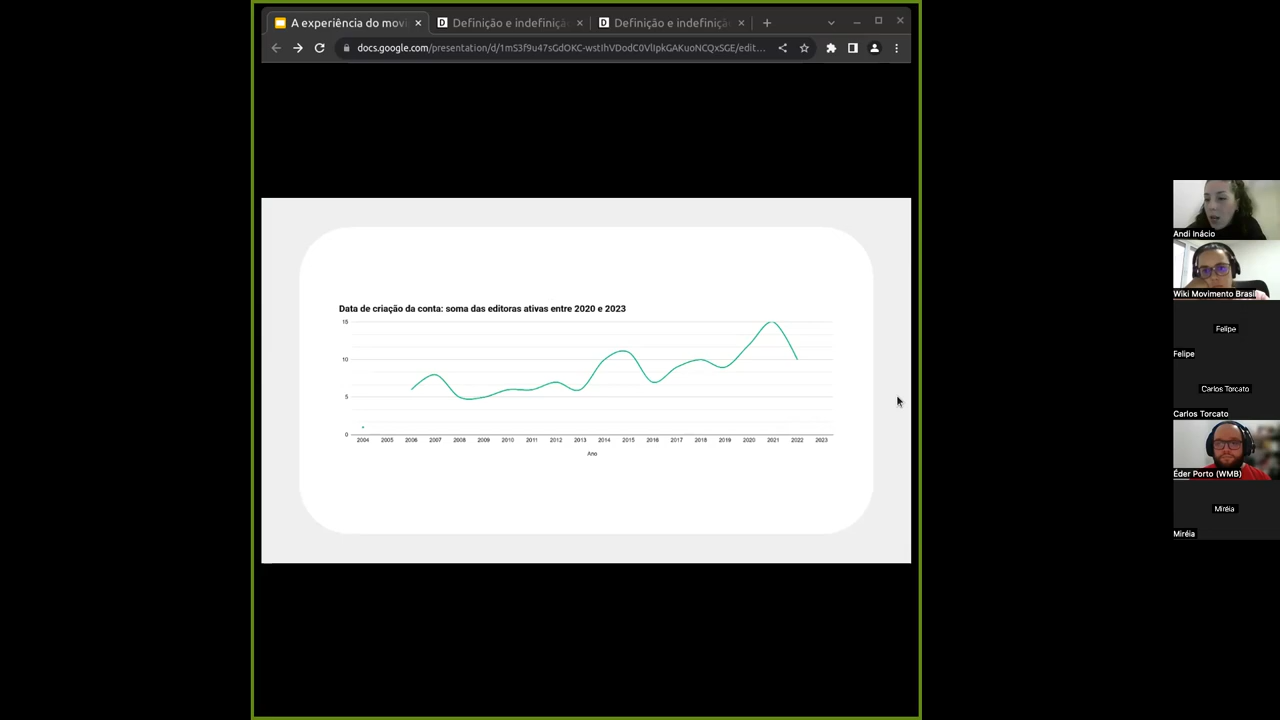 A experiência do movi
Definição e indefiniçã
Definição e indefiniçã
docs.google.com/presentation/d/1mS3f9u47sGdOKC-wstIhVDodC0VlIpkGAKuoNCQxSGE/edit...
Data de criação da conta: soma das editoras ativas entre 2020 e 2023
15
10
5
0
2004 2005 2006 2007 2008 2009 2010 2011 2012 2013 2014 2015 2016 2017 2018 2019 2020 2021 2022 2023
Ano
Andi Inácio
Wiki Movimento Brasil
Felipe
Felipe
Carlos Torcato
Carlos Torcato
Éder Porto (WMB)
Miréia
Miréia